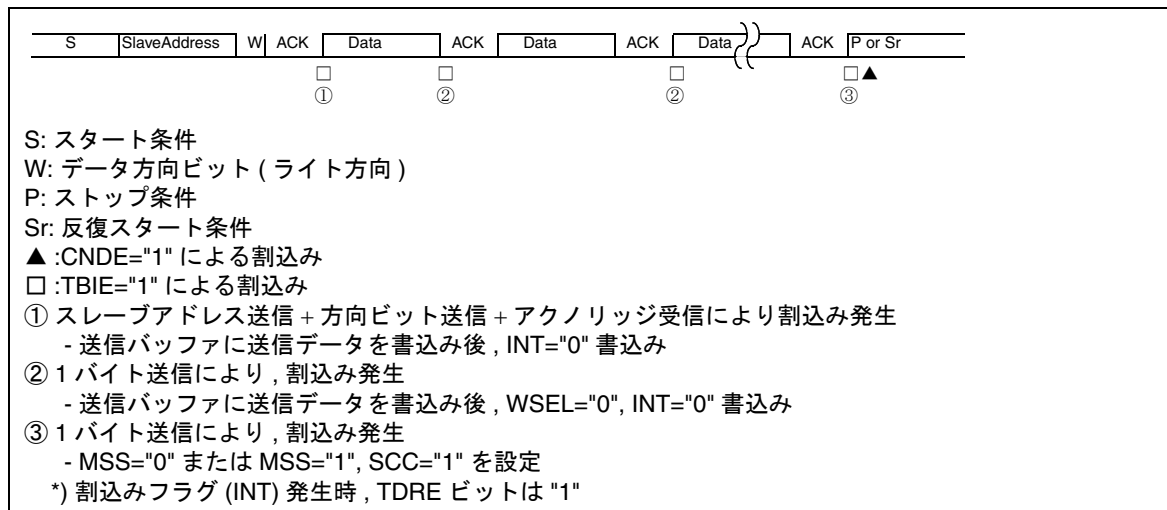 S SlaveAddress W ACK Data ACK Data ACK Data ACK P or Sr
□ □ □ □▲
① ② ② ③
S: スタート条件
W: データ方向ビット ( ライト方向 )
P: ストップ条件
Sr: 反復スタート条件
▲ :CNDE="1" による割込み
□ :TBIE="1" による割込み
① スレーブアドレス送信 + 方向ビット送信 + アクノリッジ受信により割込み発生
- 送信バッファに送信データを書込み後 , INT="0" 書込み
② 1 バイト送信により , 割込み発生
- 送信バッファに送信データを書込み後 , WSEL="0", INT="0" 書込み
③ 1 バイト送信により , 割込み発生
- MSS="0" または MSS="1", SCC="1" を設定
*) 割込みフラグ (INT) 発生時 , TDRE ビットは "1"